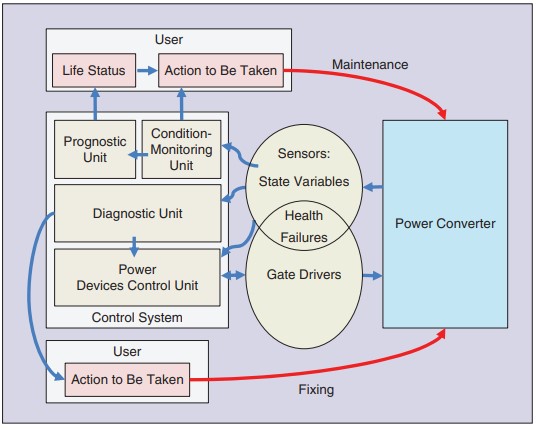 User
Life Status
Action to Be Taken
Maintenance
Prognostic
Unit
Condition-
Monitoring
Unit
Sensors:
State Variables
Diagnostic Unit
Health
Failures
Power Converter
Power
Devices Control Unit
Gate Drivers
Control System
User
Action to Be Taken
Fixing